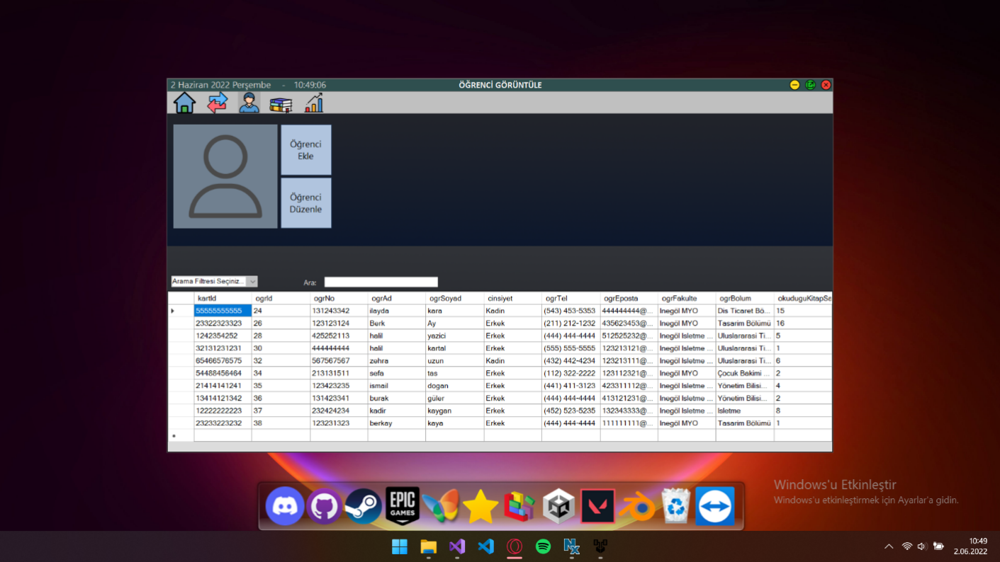 2 Haziran 2022 Perşembe - 10:49:06 ÖĞRENCİ GÖRÜNTÜLE
Öğrenci
Ekle
Öğrenci
Düzenle
Arama Filtresi Seçiniz... Ara:
kartId ogrId ogrNo ogrAd ogrSoyad cinsiyet ogrTel ogrEposta ogrFakulte ogrBolum okuduguKitapSa
55555555555 24 131243342 ilayda kara Kadin (543) 453-5353 444444444@... Inegöl MYO Dis Ticaret Bö... 15
23322323323 26 123123124 Berk Ay Erkek (211) 212-1232 435623453@... Inegöl MYO Tasarim Bölümü 16
1242354252 28 425252113 halil yazici Erkek (444) 444-4444 512525232@... Inegöl Isletme ... Uluslararasi Ti... 5
32131231231 30 444444444 halil kartal Erkek (555) 555-5555 123213121@... Inegöl Isletme ... Uluslararasi Ti... 1
65466576575 32 567567567 zehra uzun Kadin (432) 442-4234 123213111@... Inegöl Isletme ... Uluslararasi Ti... 6
54488456464 34 213131511 sefa tas Erkek (112) 322-2222 123112321@... Inegöl MYO Çocuk Bakimi ... 2
21414141241 35 123423235 ismail dogan Erkek (441) 411-3123 423311112@... Inegöl Isletme ... Yönetim Bilisi... 4
13414121342 36 131423341 burak güler Erkek (444) 444-4444 413121231@... Inegöl Isletme ... Yönetim Bilisi... 2
12222222223 37 232424234 kadir kaygan Erkek (452) 523-5235 132343333@... Inegöl Isletme ... Isletme 8
23233223232 38 123231323 berkay kaya Erkek (444) 444-4444 111111111@... Inegöl MYO Tasarim Bölümü 1
Windows'u Etkinleştir
Windows'u etkinleştirmek için Ayarlar'a gidin.
EPIC
GAMES
10:49
2.06.2022